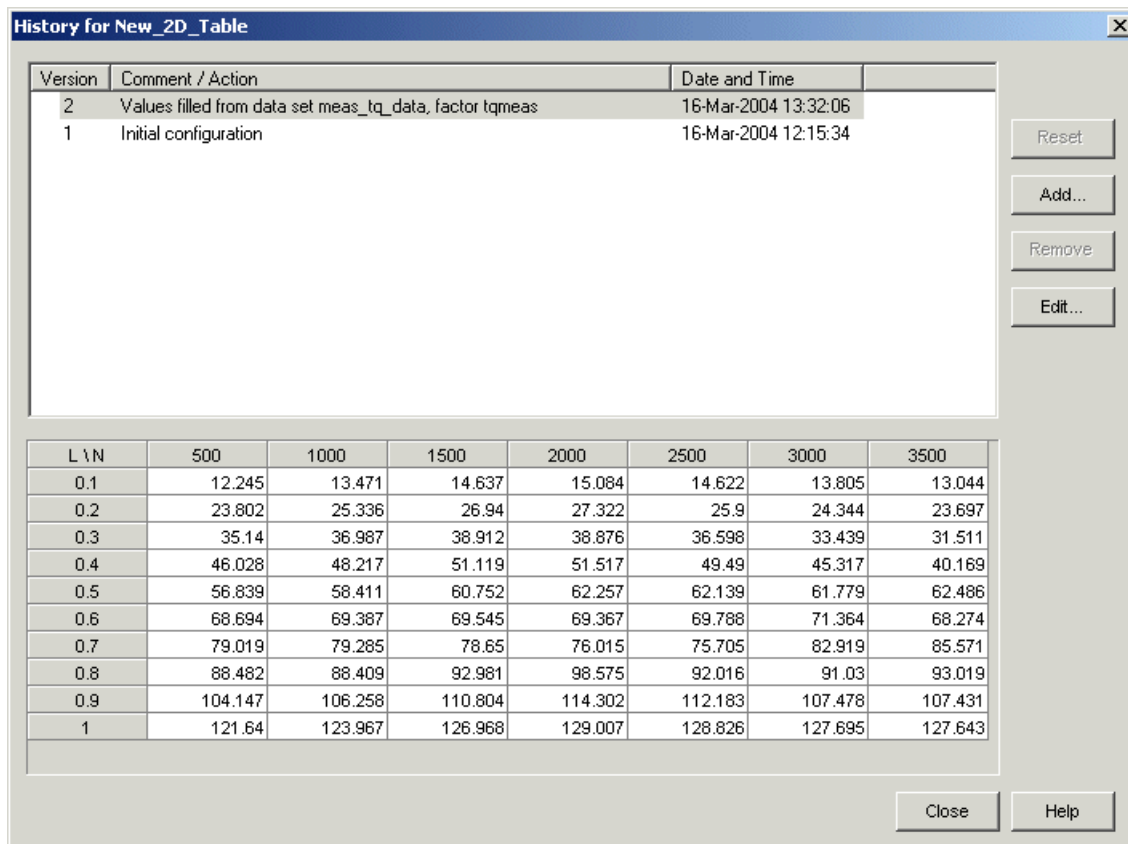 History for New_2D_Table
Version Comment / Action Date and Time
2 Values filled from data set meas_tq_data, factor tqmeas 16-Mar-2004 13:32:06
1 Initial configuration 16-Mar-2004 12:15:34
Reset
Add...
Remove
Edit...
L \ N 500 1000 1500 2000 2500 3000 3500
0.1 12.245 13.471 14.637 15.084 14.622 13.805 13.044
0.2 23.802 25.336 26.94 27.322 25.9 24.344 23.697
0.3 35.14 36.987 38.912 38.876 36.598 33.439 31.511
0.4 46.028 48.217 51.119 51.517 49.49 45.317 40.169
0.5 56.839 58.411 60.752 62.257 62.139 61.779 62.486
0.6 68.694 69.387 69.545 69.367 69.788 71.364 68.274
0.7 79.019 79.285 78.65 76.015 75.705 82.919 85.571
0.8 88.482 88.409 92.981 98.575 92.016 91.03 93.019
0.9 104.147 106.258 110.804 114.302 112.183 107.478 107.431
1 121.64 123.967 126.968 129.007 128.826 127.695 127.643
Close Help